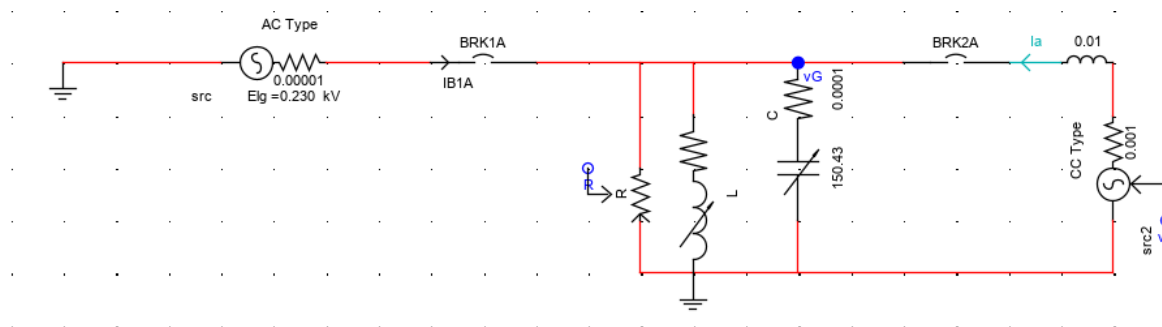 AC Type
BRK1A
BRK2A
Ia
0.01
0.00001
src
Elg =0.230 kV
IB1A
vG
C
0.0001
R
R
L
150.43
CC Type
0.001
src2